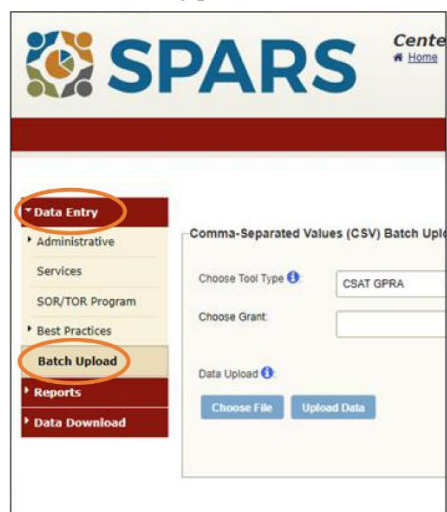 SPARS
Cente
Home
Data Entry
Administrative
Services
SOR/TOR Program
Best Practices
Batch Upload
Reports
Data Download
Comma-Separated Values (CSV) Batch Uplo
Choose Tool Type
CSAT GPRA
Choose Grant:
Data Upload
Choose File
Upload Data